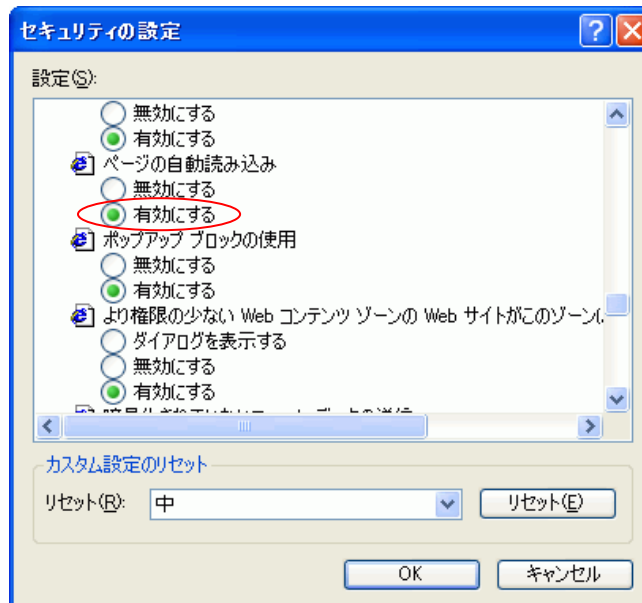 セキュリティの設定
設定(S):
無効にする
有効にする
ページの自動読み込み
無効にする
有効にする
ポップアップ ブロックの使用
無効にする
有効にする
より権限の少ない Web コンテンツ ゾーンの Web サイトがこのゾーンに
ダイアログを表示する
無効にする
有効にする
カスタム設定のリセット
リセット(R): 中 リセット(E)
OK キャンセル